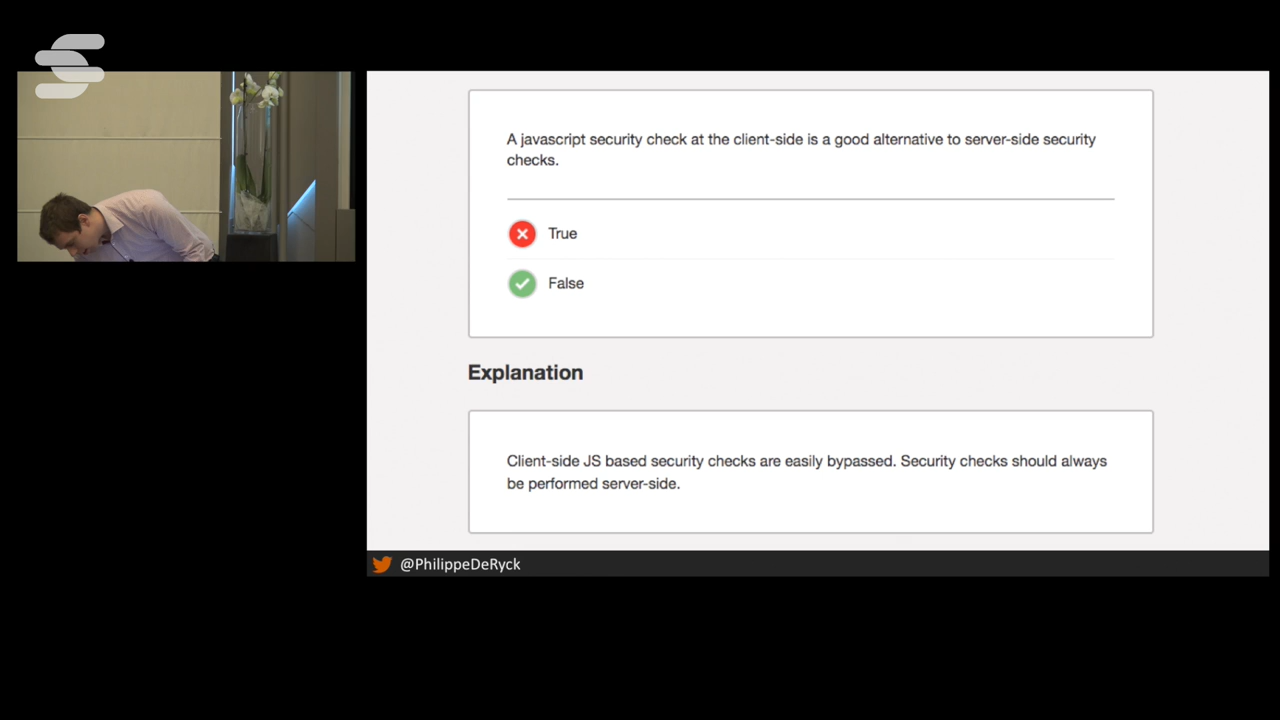 A javascript security check at the client-side is a good alternative to server-side security
checks.
True
False
Explanation
Client-side JS based security checks are easily bypassed. Security checks should always
be performed server-side.
@PhilippeDeRyck